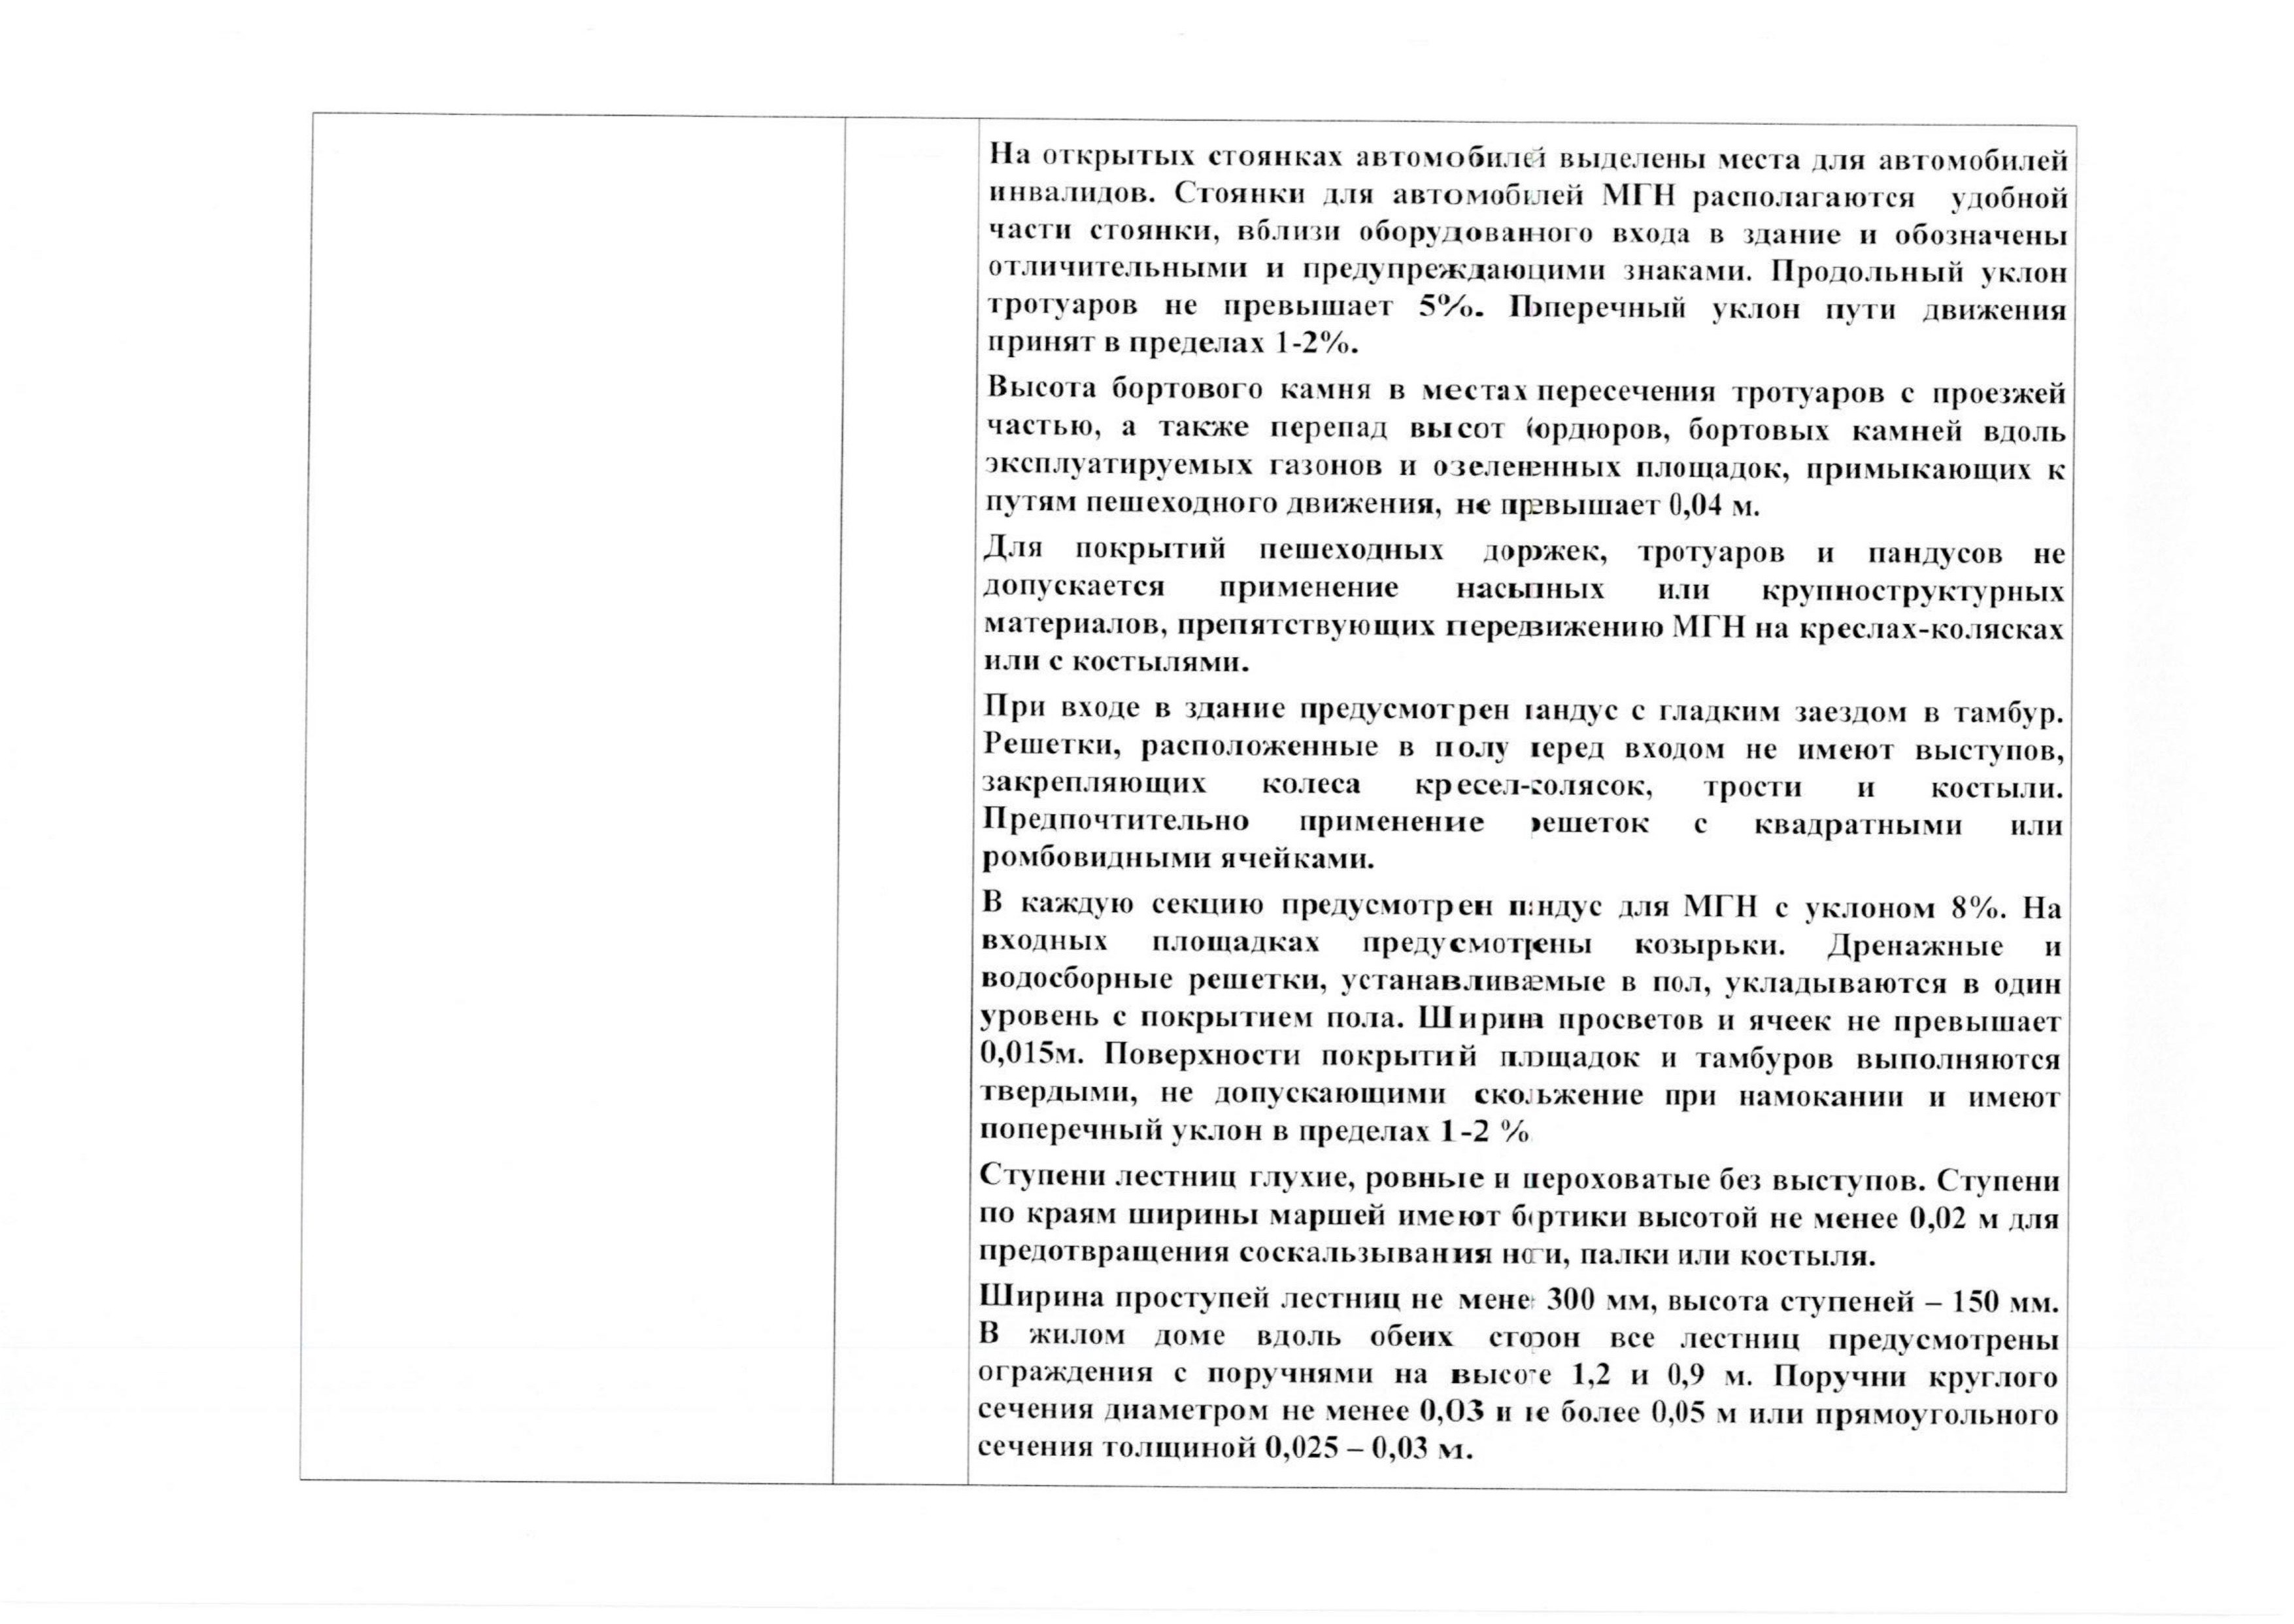 На открытых стоянках автомобилей выделены места для автомобилей
инвалидов. Стоянки для автомобилей МГН располагаются удобной
части стоянки, вблизи оборудованного входа в здание и обозначены
отличительными и предупреждающими знаками. Продольный уклон
тротуаров не превышает 5%. Поперечный уклон пути движения
принят в пределах 1-2%.
Высота бортового камня в местах пересечения тротуаров с проезжей
частью, а также перепад высот бордюров, бортовых камней вдоль
эксплуатируемых газонов и озелененных площадок, примыкающих к
путям пешеходного движения, не превышает 0,04 м.
Для покрытий пешеходных дорожек, тротуаров и пандусов не
допускается применение насыпных или крупноструктурных
материалов, препятствующих передвижению МГН на креслах-колясках
или с костылями.
При входе в здание предусмотрен пандус с гладким заездом в тамбур.
Решетки, расположенные в полу перед входом не имеют выступов,
закрепляющих колеса кресел-колясок, трости и костыли.
Предпочтительно применение решеток с квадратными или
ромбовидными ячейками.
В каждую секцию предусмотрен пандус для МГН с уклоном 8%. На
входных площадках предусмотрены козырьки. Дренажные и
водосборные решетки, устанавливаемые в пол, укладываются в один
уровень с покрытием пола. Ширина просветов и ячеек не превышает
0,015м. Поверхности покрытий площадок и тамбуров выполняются
твердыми, не допускающими скольжение при намокании и имеют
поперечный уклон в пределах 1-2 %
Ступени лестниц глухие, ровные и шероховатые без выступов. Ступени
по краям ширины маршей имеют бортики высотой не менее 0,02 м для
предотвращения соскальзывания ноги, палки или костыля.
Ширина проступей лестниц не менее 300 мм, высота ступеней – 150 мм.
В жилом доме вдоль обеих сторон все лестниц предусмотрены
ограждения с поручнями на высоте 1,2 и 0,9 м. Поручни круглого
сечения диаметром не менее 0,03 и не более 0,05 м или прямоугольного
сечения толщиной 0,025 – 0,03 м.